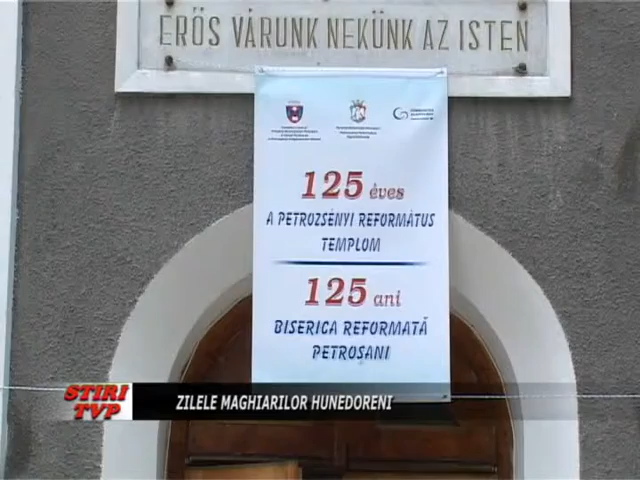 ERŐS VÁRUNK NEKÜNK AZ ISTEN
125 éves
A PETROZSÉNYI REFORMÁTUS
TEMPLOM
125 ani
BISERICA REFORMATĂ
PETROȘANI
STIRI
TVP
ZILELE MAGHIARILOR HUNEDORENI